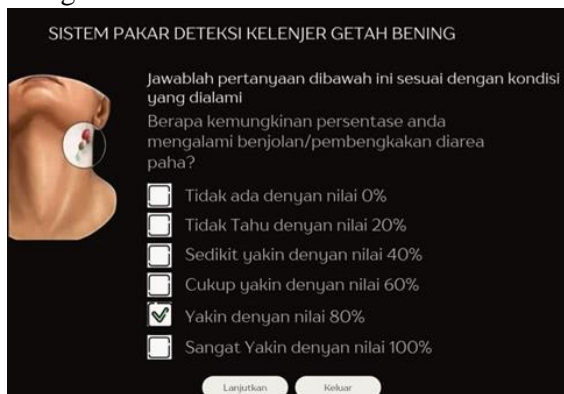 SISTEM PAKAR DETEKSI KELENJER GETAH BENING
Jawablah pertanyaan dibawah ini sesuai dengan kondisi
yang dialami
Berapa kemungkinan persentase anda
mengalami benjolan/pembengkakan diarea
paha?
Tidak ada denyan nilai 0%
Tidak Tahu denyan nilai 20%
Sedikit yakin denyan nilai 40%
Cukup yakin denyan nilai 60%
Yakin denyan nilai 80%
Sangat Yakin denyan nilai 100%
Lanjutkan Keluar